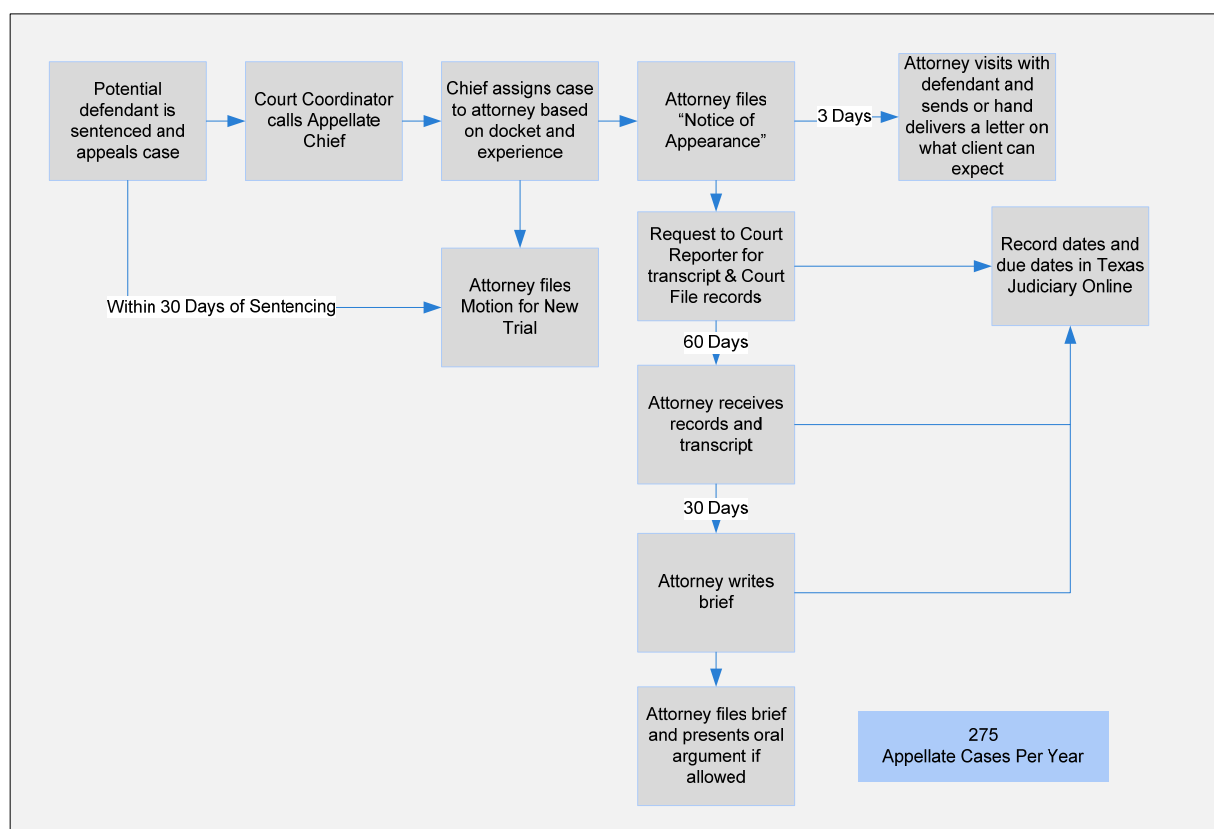 Potential
defendant is
sentenced and
appeals case
Court Coordinator
calls Appellate
Chief
Chief assigns case
to attorney based
on docket and
experience
Attorney files
“Notice of
Appearance”
3 Days
Attorney visits with
defendant and
sends or hand
delivers a letter on
what client can
expect
Within 30 Days of Sentencing
Attorney files
Motion for New
Trial
Request to Court
Reporter for
transcript & Court
File records
Record dates and
due dates in Texas
Judiciary Online
60 Days
Attorney receives
records and
transcript
30 Days
Attorney writes
brief
Attorney files brief
and presents oral
argument if
allowed
275
Appellate Cases Per Year